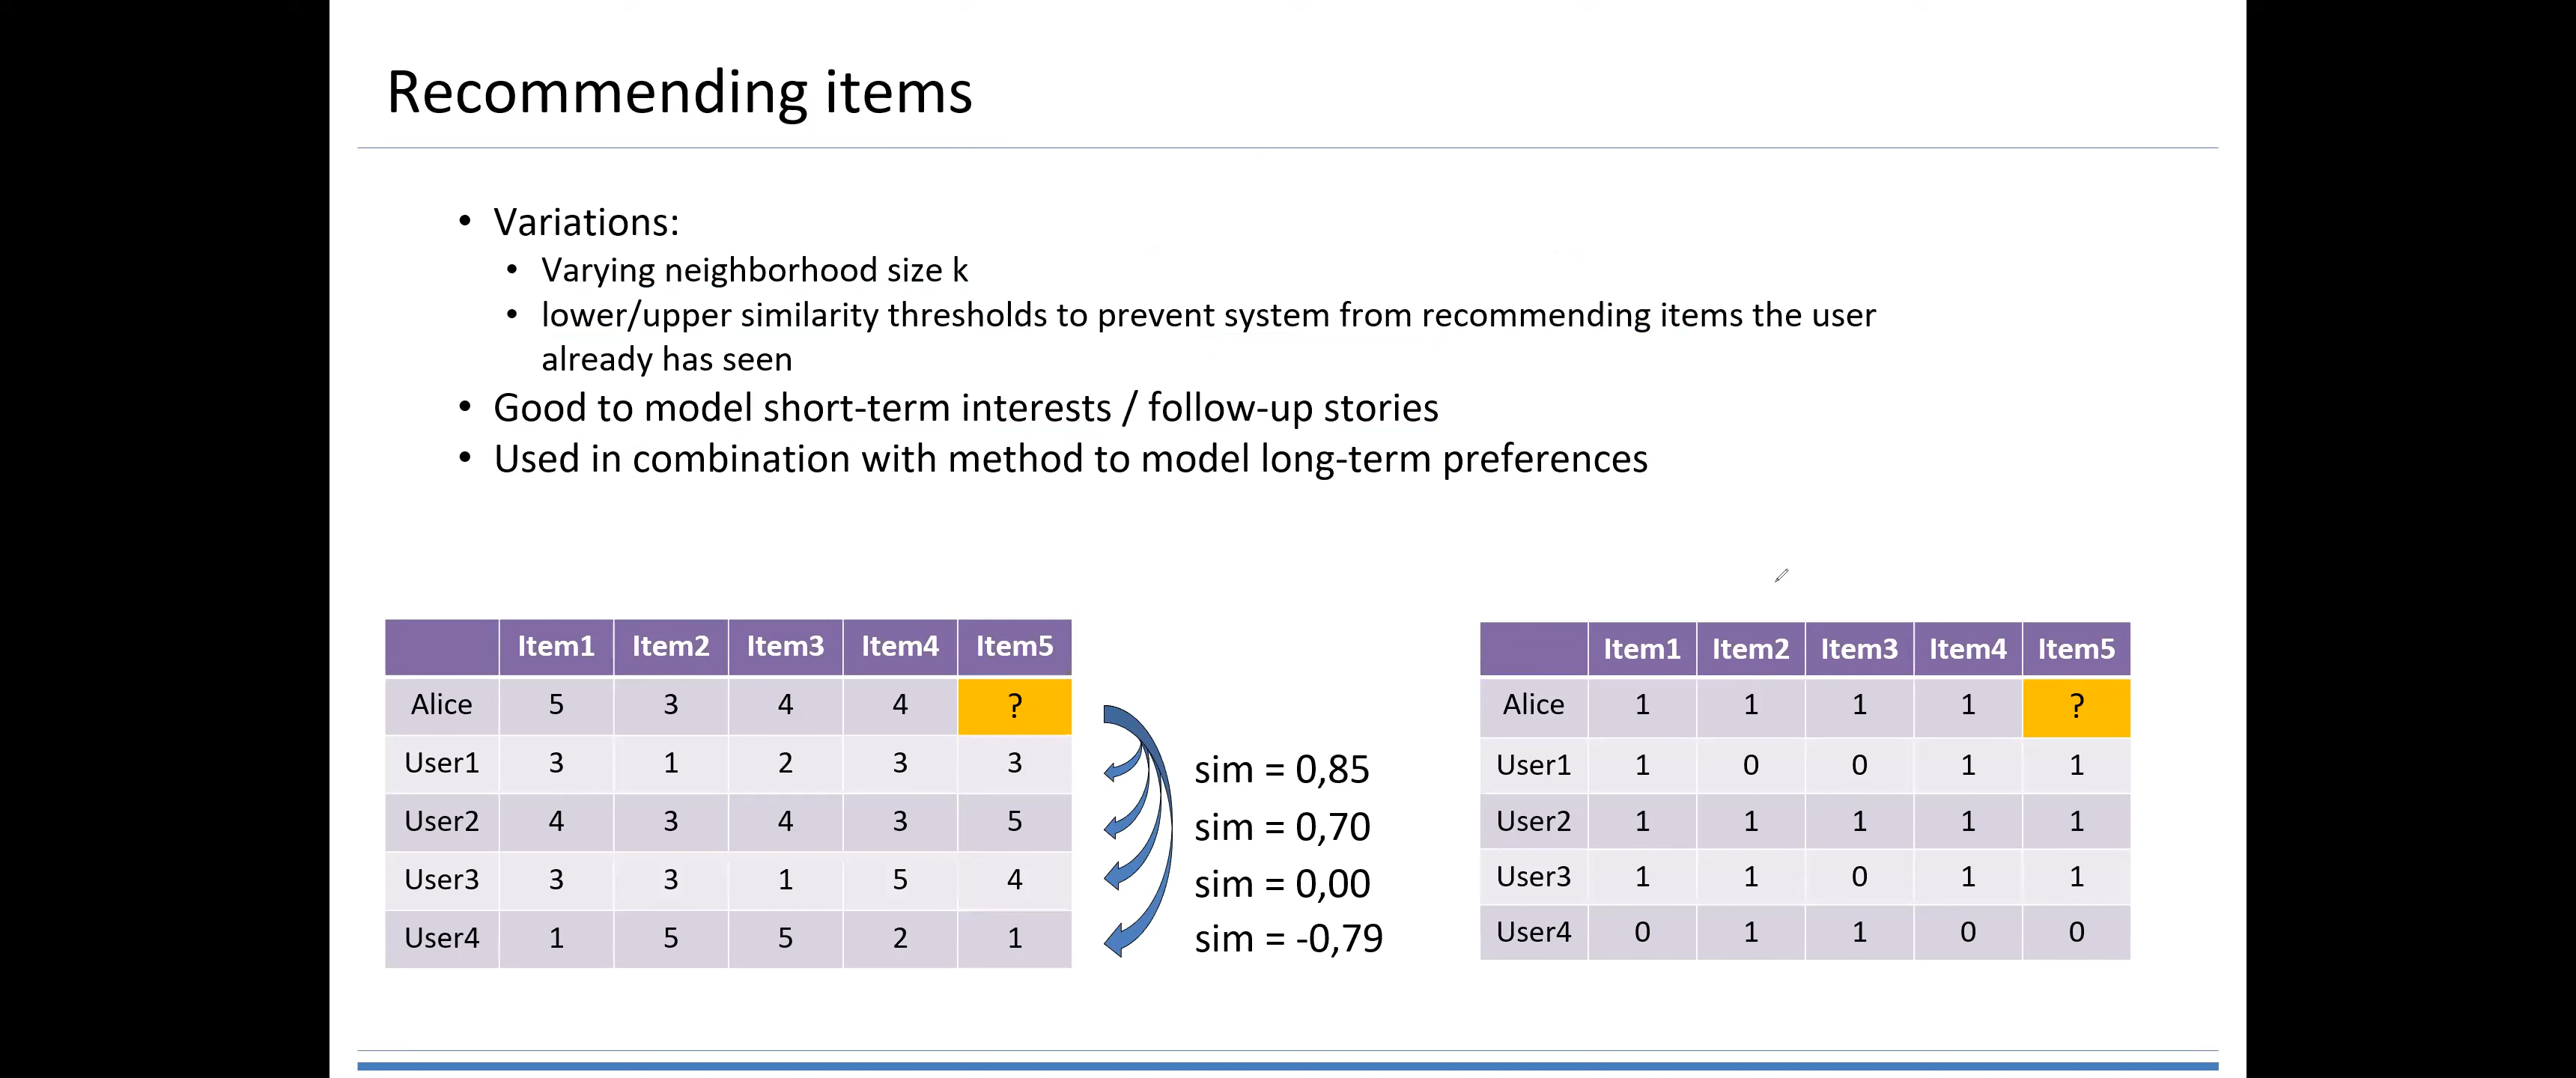 Recommending items
• Variations:
• Varying neighborhood size k
• lower/upper similarity thresholds to prevent system from recommending items the user
already has seen
• Good to model short-term interests / follow-up stories
• Used in combination with method to model long-term preferences
Item1 Item2 Item3 Item4 Item5
Alice 5 3 4 4 ?
User1 3 1 2 3 3
User2 4 3 4 3 5
User3 3 3 1 5 4
User4 1 5 5 2 1
sim = 0,85
sim = 0,70
sim = 0,00
sim = -0,79
Item1 Item2 Item3 Item4 Item5
Alice 1 1 1 1 ?
User1 1 0 0 1 1
User2 1 1 1 1 1
User3 1 1 0 1 1
User4 0 1 1 0 0